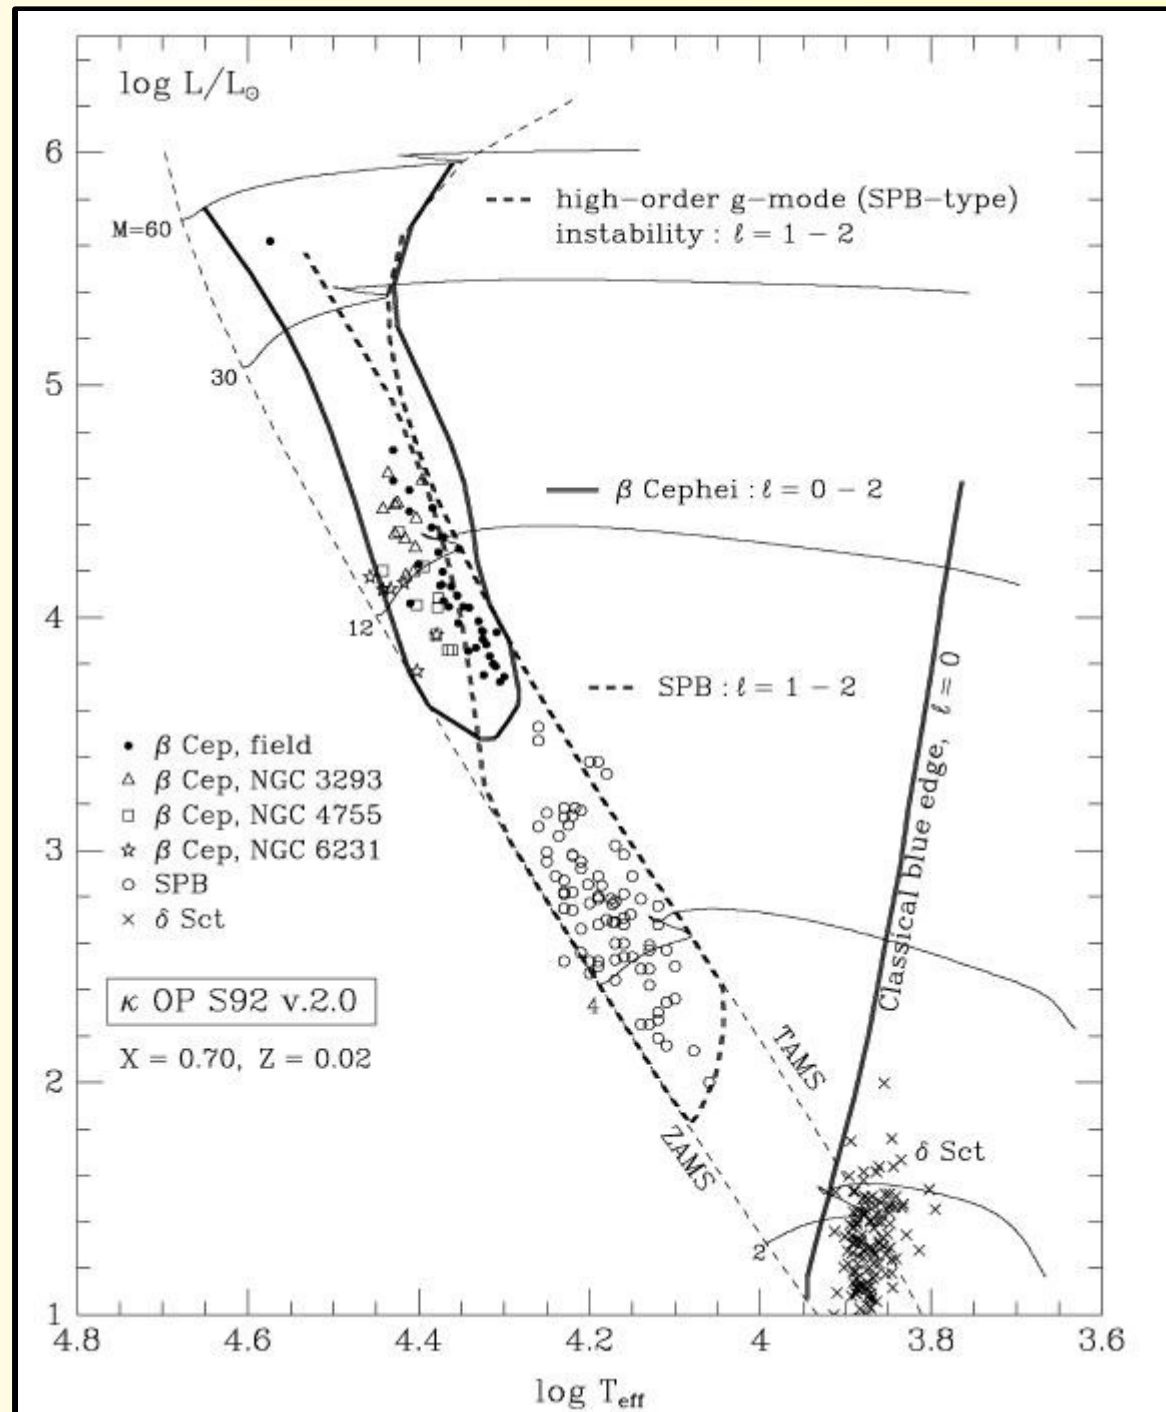 log L/L⊙
6
high-order g-mode (SPB-type)
instability : ℓ = 1 - 2
M=60
5
30
β Cephei : ℓ = 0 - 2
4
12
SPB : ℓ = 1 - 2
Classical blue edge, ℓ=0
β Cep, field
β Cep, NGC 3293
β Cep, NGC 4755
β Cep, NGC 6231
SPB
δ Sct
3
κ OP S92 v.2.0
4
X = 0.70, Z = 0.02
TAMS
2
ZAMS
δ Sct
2
1
4.8 4.6 4.4 4.2 4 3.8 3.6
log Teff